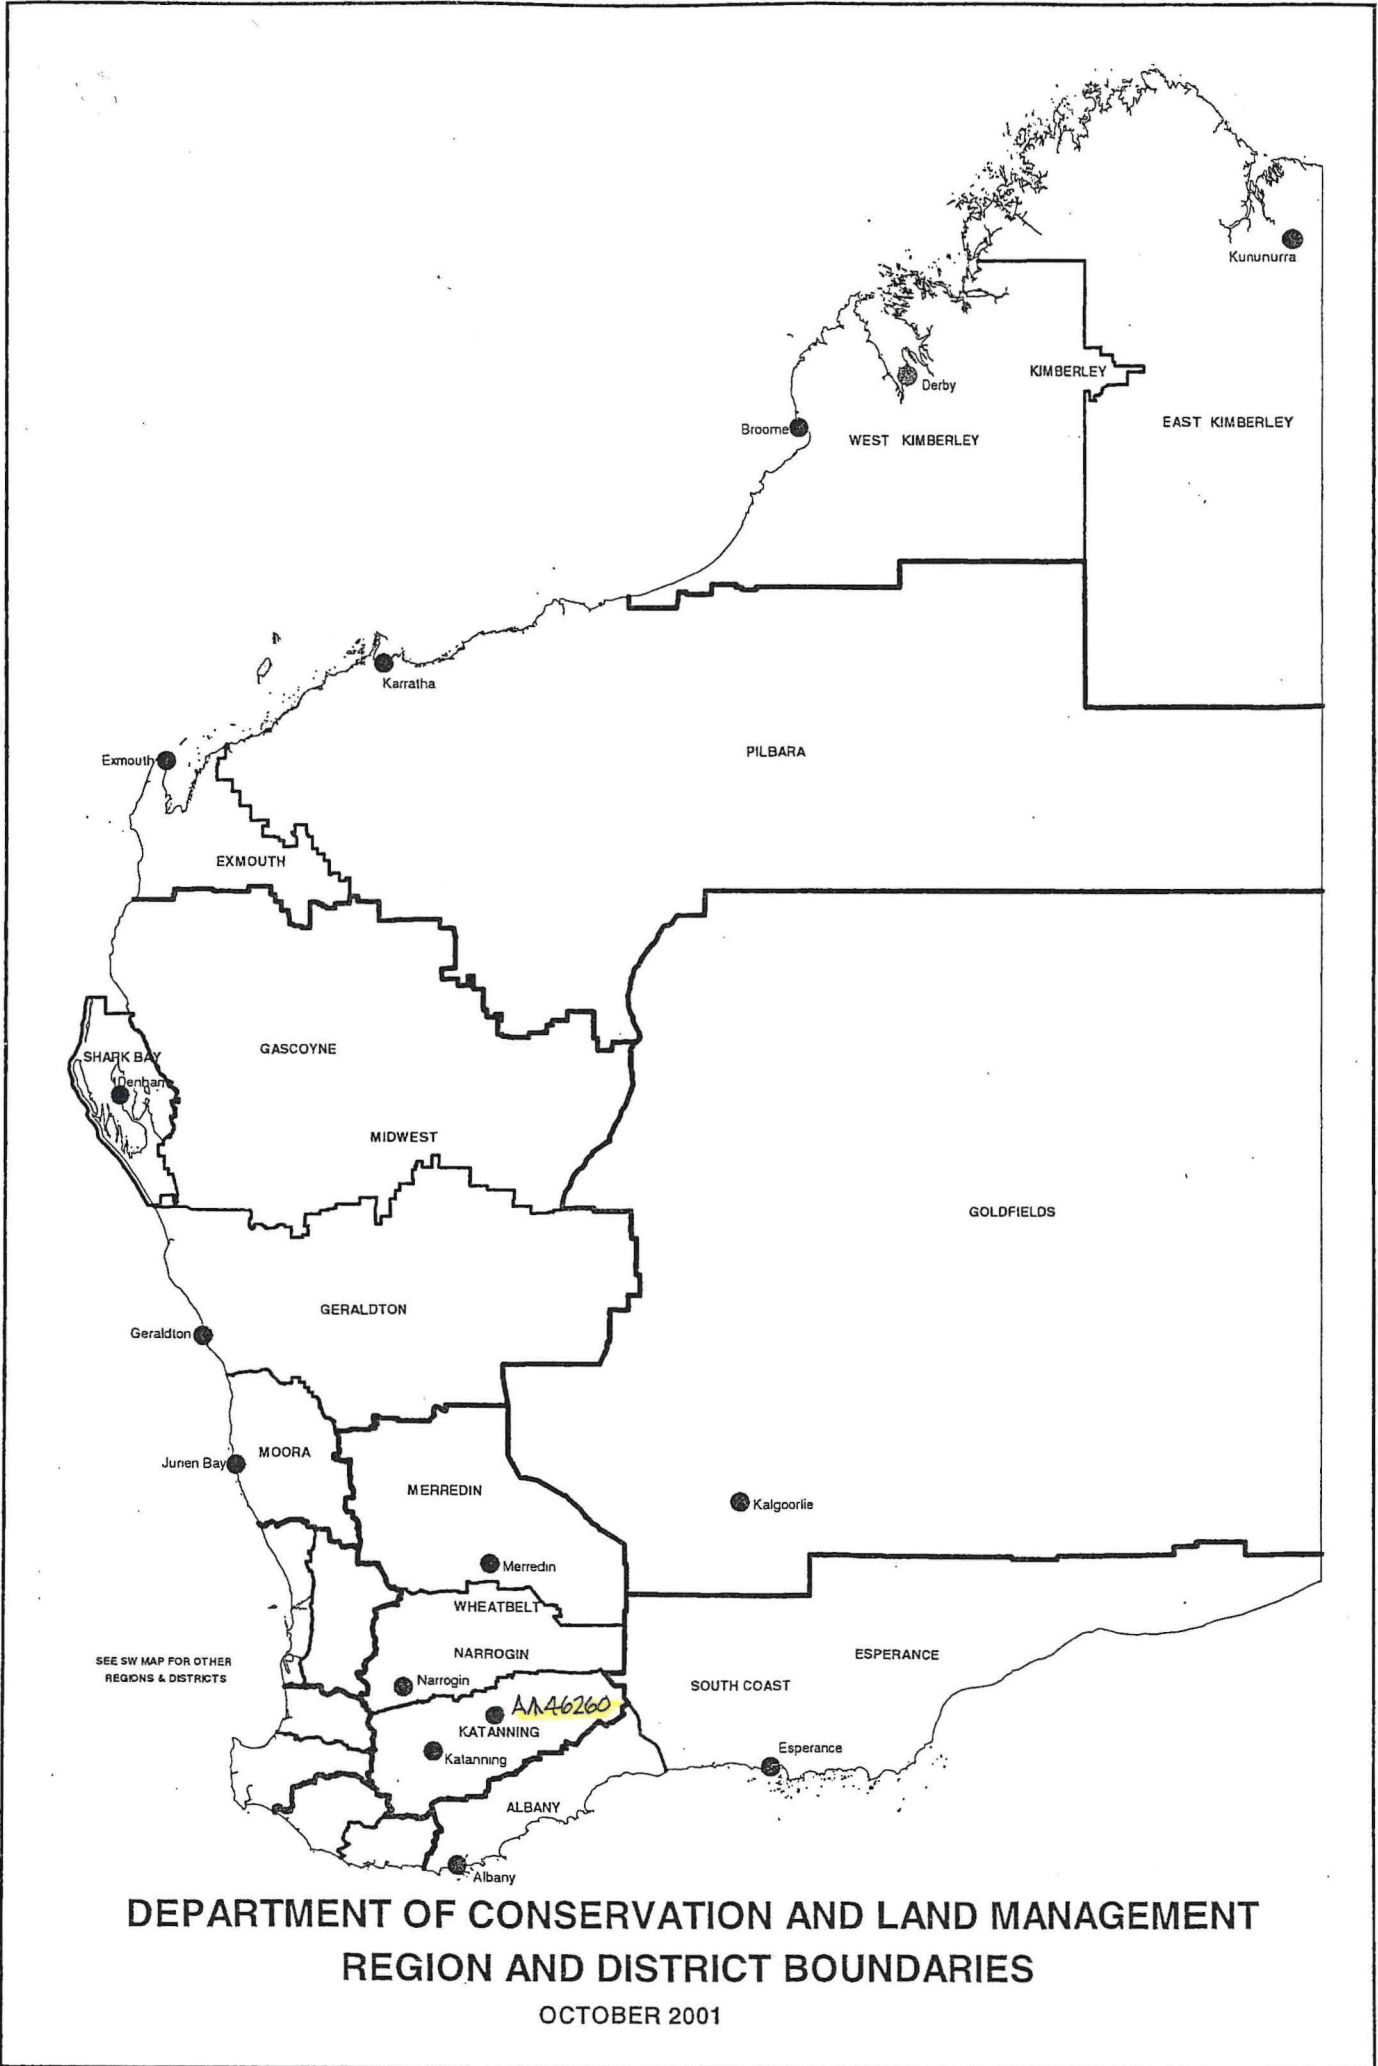 Kununurra
KIMBERLEY
Derby
EAST KIMBERLEY
Broome
WEST KIMBERLEY
Karratha
PILBARA
Exmouth
EXMOUTH
GASCOYNE
SHARK BAY
Denham
MIDWEST
GOLDFIELDS
GERALDTON
Geraldton
MOORA
Jurien Bay
MERREDIN
Kalgoorlie
Merredin
WHEATBELT
NARROGIN
ESPERANCE
SEE SW MAP FOR OTHER
REGIONS & DISTRICTS
Narrogin
SOUTH COAST
KATANNING
Katanning
Esperance
ALBANY
Albany
DEPARTMENT OF CONSERVATION AND LAND MANAGEMENT
REGION AND DISTRICT BOUNDARIES
OCTOBER 2001